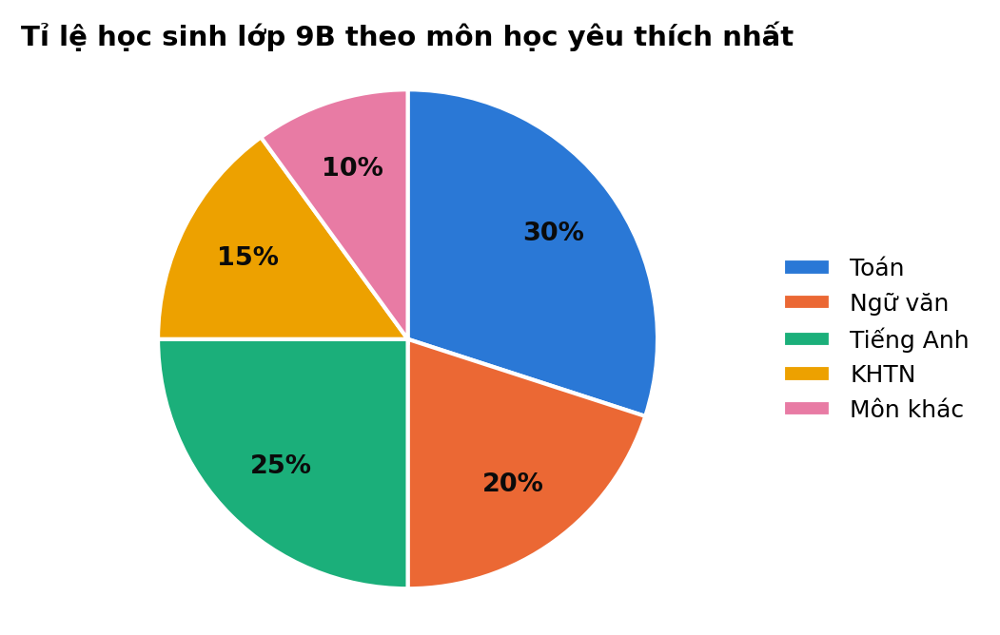 Tỉ lệ học sinh lớp 9B theo môn học yêu thích nhất
10%
30%
15%
25%
20%
Toán
Ngữ văn
Tiếng Anh
KHTN
Môn khác